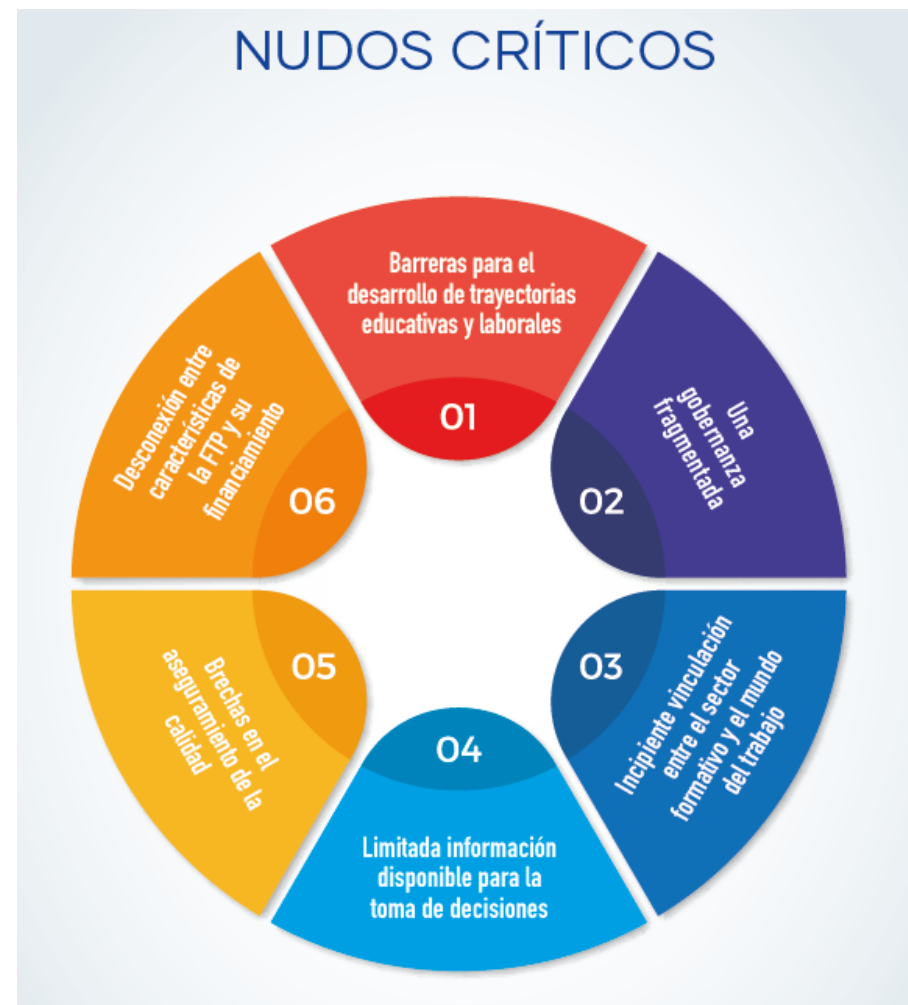 NUDOS CRÍTICOS
Barreras para el
desarrollo de trayectorias
educativas y laborales
01
Una
gobernanza
fragmentada
02
Incipiente vinculación
entre el sector
formativo y el mundo
del trabajo
03
04
Limitada información
disponible para la
toma de decisiones
05
Brechas en el
aseguramiento de la
calidad
Desconexión entre
características de
la FTP y su
financiamiento
06